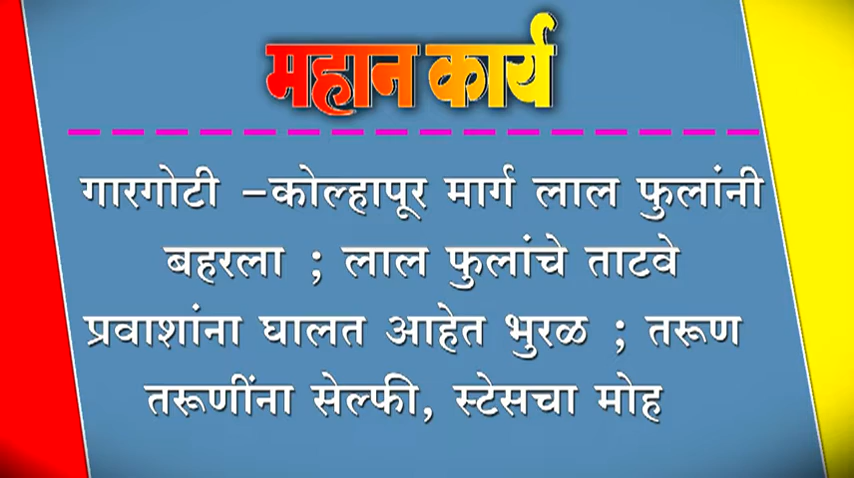 महान कार्य
गारगोटी -कोल्हापूर मार्ग लाल फुलांनी
बहरला ; लाल फुलांचे ताटवे
प्रवाशांना घालत आहेत भुरळ ; तरूण
तरूणींना सेल्फी, स्टेसचा मोह